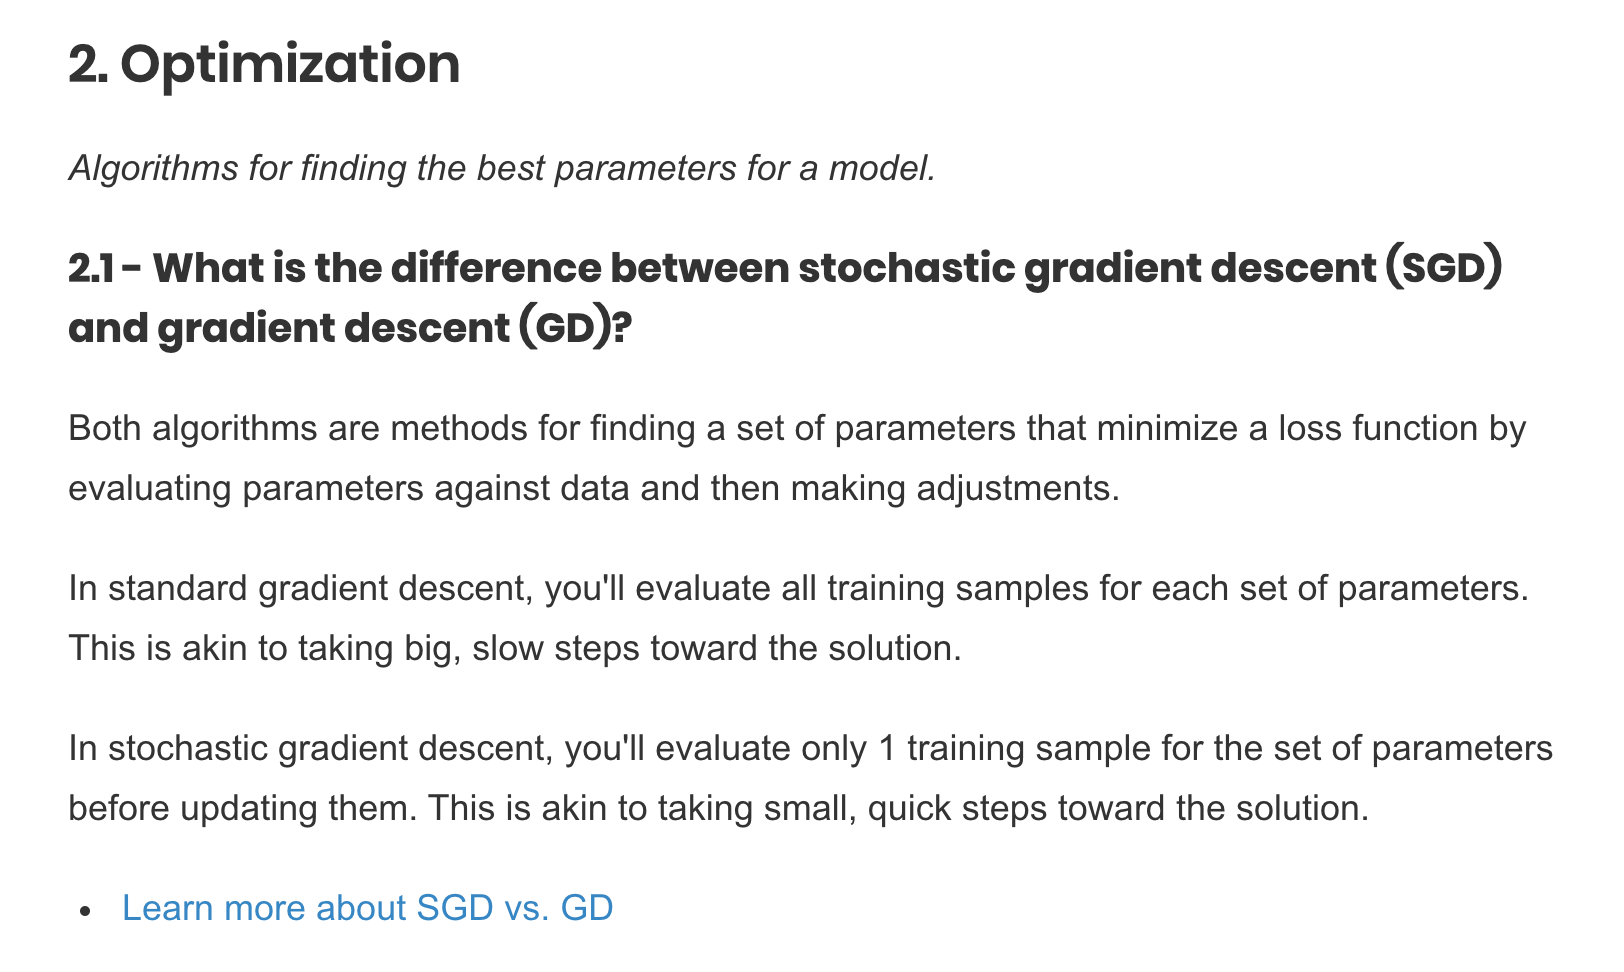 2. Optimization
Algorithms for finding the best parameters for a model.
2.1 - What is the difference between stochastic gradient descent (SGD)
and gradient descent (GD)?
Both algorithms are methods for finding a set of parameters that minimize a loss function by
evaluating parameters against data and then making adjustments.
In standard gradient descent, you'll evaluate all training samples for each set of parameters.
This is akin to taking big, slow steps toward the solution.
In stochastic gradient descent, you'll evaluate only 1 training sample for the set of parameters
before updating them. This is akin to taking small, quick steps toward the solution.
• Learn more about SGD vs. GD